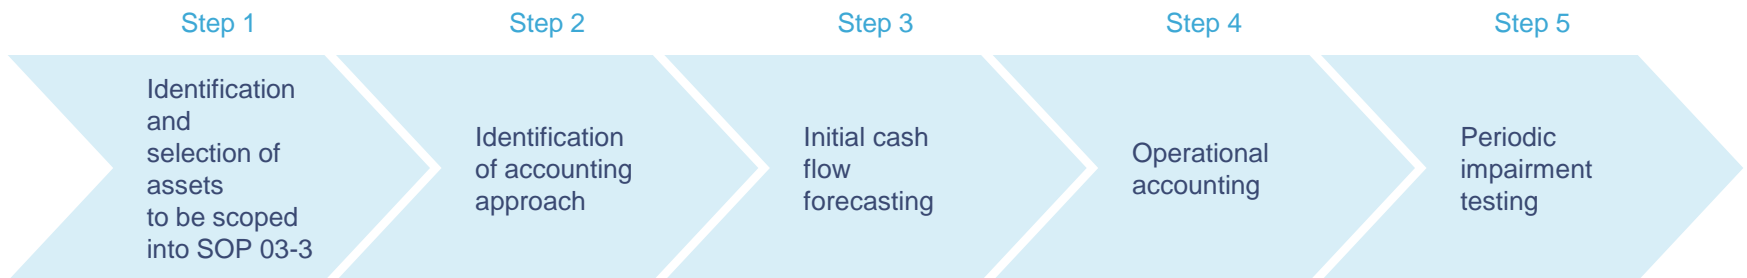 Step 1
Step 2
Step 3
Step 4
Step 5
Identification
and
selection of
assets
to be scoped
into SOP 03-3
Identification
of accounting
approach
Initial cash
flow
forecasting
Operational
accounting
Periodic
impairment
testing